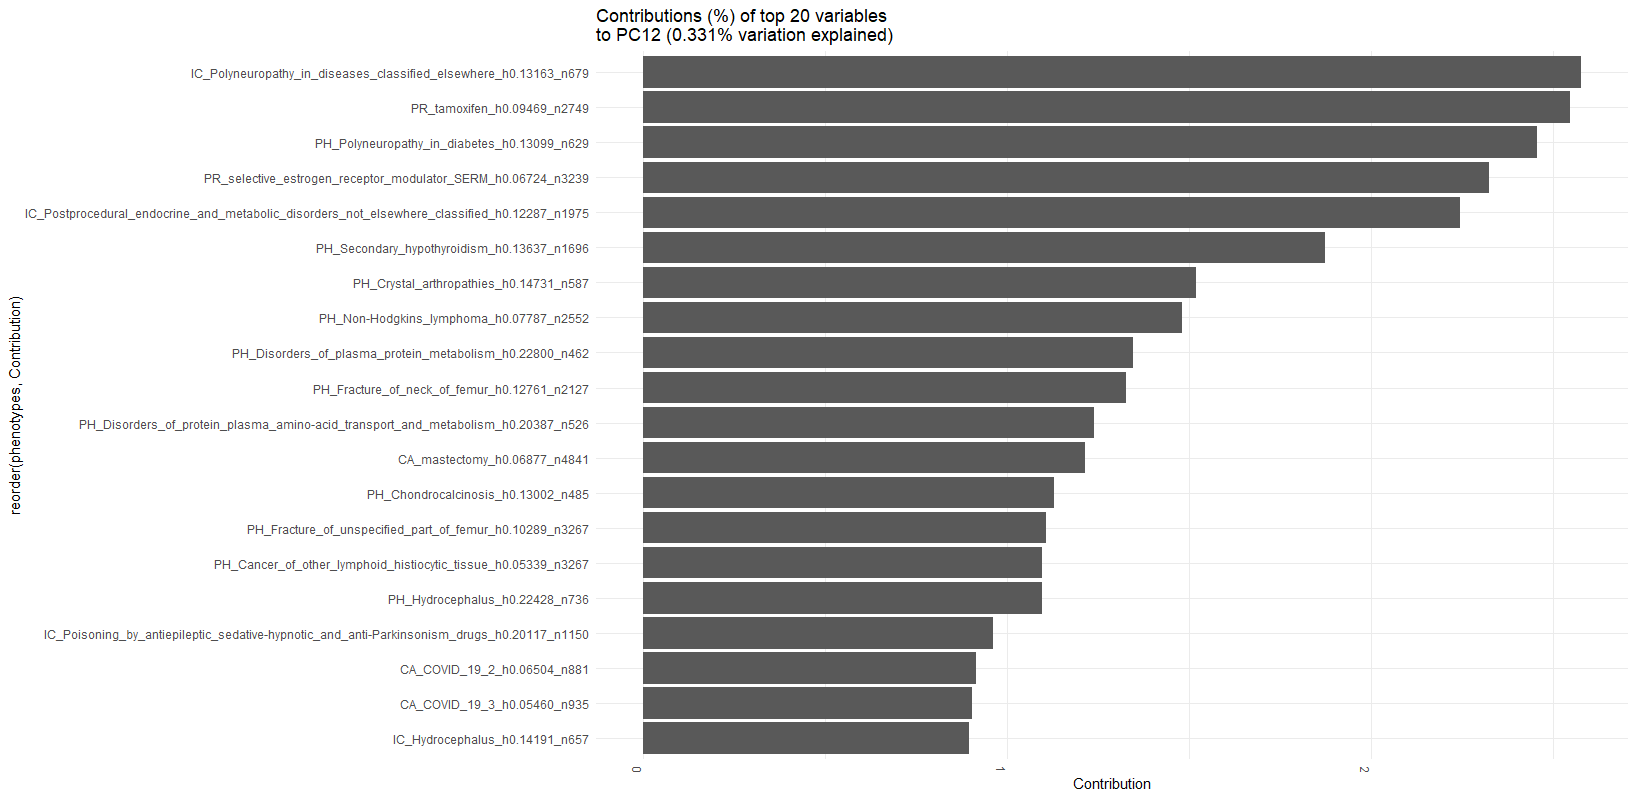 Contributions (%) of top 20 variables
to PC12 (0.331% variation explained)
reorder(phenotypes, Contribution)
IC_Polyneuropathy_in_diseases_classified_elsewhere_h0.13163_n679
PR_tamoxifen_h0.09469_n2749
PH_Polyneuropathy_in_diabetes_h0.13099_n629
PR_selective_estrogen_receptor_modulator_SERM_h0.06724_n3239
IC_Postprocedural_endocrine_and_metabolic_disorders_not_elsewhere_classified_h0.12287_n1975
PH_Secondary_hypothyroidism_h0.13637_n1696
PH_Crystal_arthropathies_h0.14731_n587
PH_Non-Hodgkins_lymphoma_h0.07787_n2552
PH_Disorders_of_plasma_protein_metabolism_h0.22800_n462
PH_Fracture_of_neck_of_femur_h0.12761_n2127
PH_Disorders_of_protein_plasma_amino-acid_transport_and_metabolism_h0.20387_n526
CA_mastectomy_h0.06877_n4841
PH_Chondrocalcinosis_h0.13002_n485
PH_Fracture_of_unspecified_part_of_femur_h0.10289_n3267
PH_Cancer_of_other_lymphoid_histiocytic_tissue_h0.05339_n3267
PH_Hydrocephalus_h0.22428_n736
IC_Poisoning_by_antiepileptic_sedative-hypnotic_and_anti-Parkinsonism_drugs_h0.20117_n1150
CA_COVID_19_2_h0.06504_n881
CA_COVID_19_3_h0.05460_n935
IC_Hydrocephalus_h0.14191_n657
0
1
2
Contribution